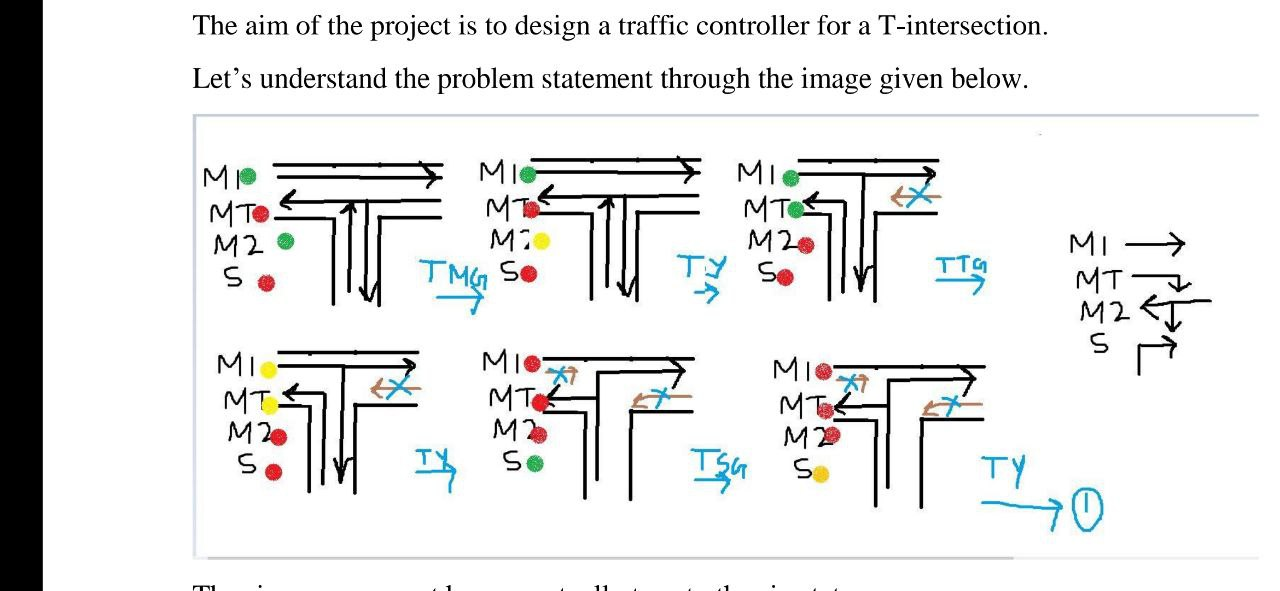 The aim of the project is to design a traffic controller for a T-intersection.
Let's understand the problem statement through the image given below.
M1
MT
M2
S
TMG
M1
MT
M
S
TY
M1
MT
M2
S
TTG
M1
MT
M2
S
TY
M1
MT
M2
S
TSG
M1
MT
M2
S
TY
1
M1
MT
M2
S